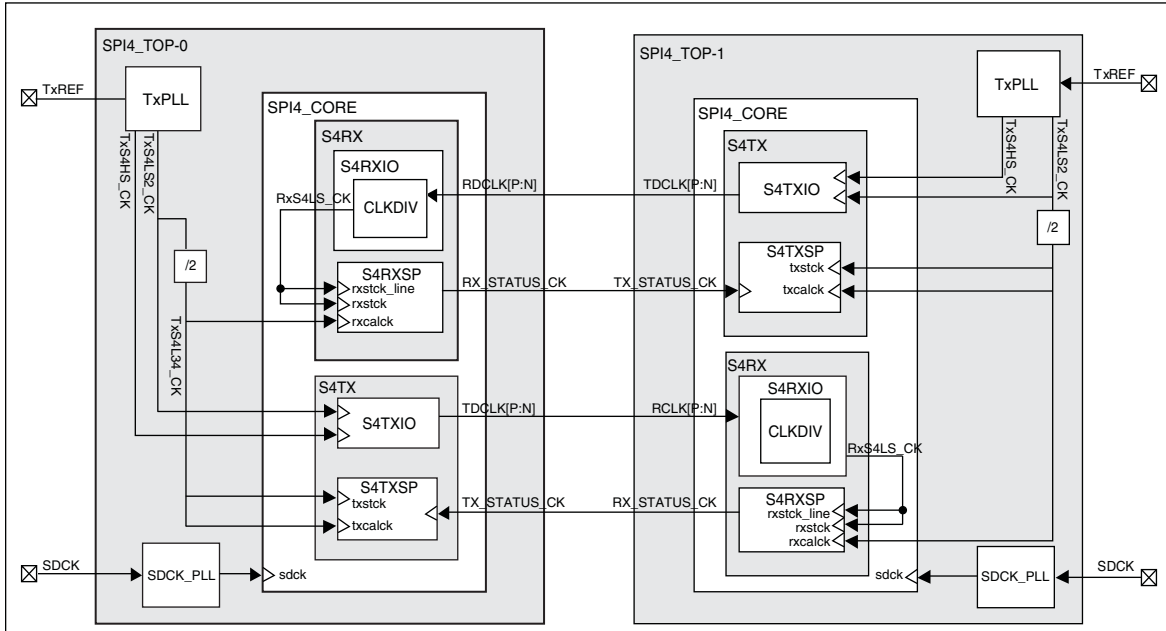 SPI4_TOP-0
TxREF
TxPLL
TxS4HS_CK
TxS4LS2_CK
/2
TxS4L34_CK
SPI4_CORE
S4RX
S4RXIO
RxS4LS_CK
CLKDIV
S4RXSP
rxstck_line
rxstck
rxcalck
S4TX
S4TXIO
S4TXSP
txstck
txcalck
SDCK
SDCK_PLL
sdck
RDCLK[P:N]
TDCLK[P:N]
RX_STATUS_CK
TX_STATUS_CK
TDCLK[P:N]
RCLK[P:N]
TX_STATUS_CK
RX_STATUS_CK
SPI4_TOP-1
TxPLL
TxREF
TxS4HS_CK
TxS4LS2_CK
/2
SPI4_CORE
S4TX
S4TXIO
S4TXSP
txstck
txcalck
S4RX
S4RXIO
CLKDIV
RxS4LS_CK
S4RXSP
rxstck_line
rxstck
rxcalck
sdck
SDCK_PLL
SDCK